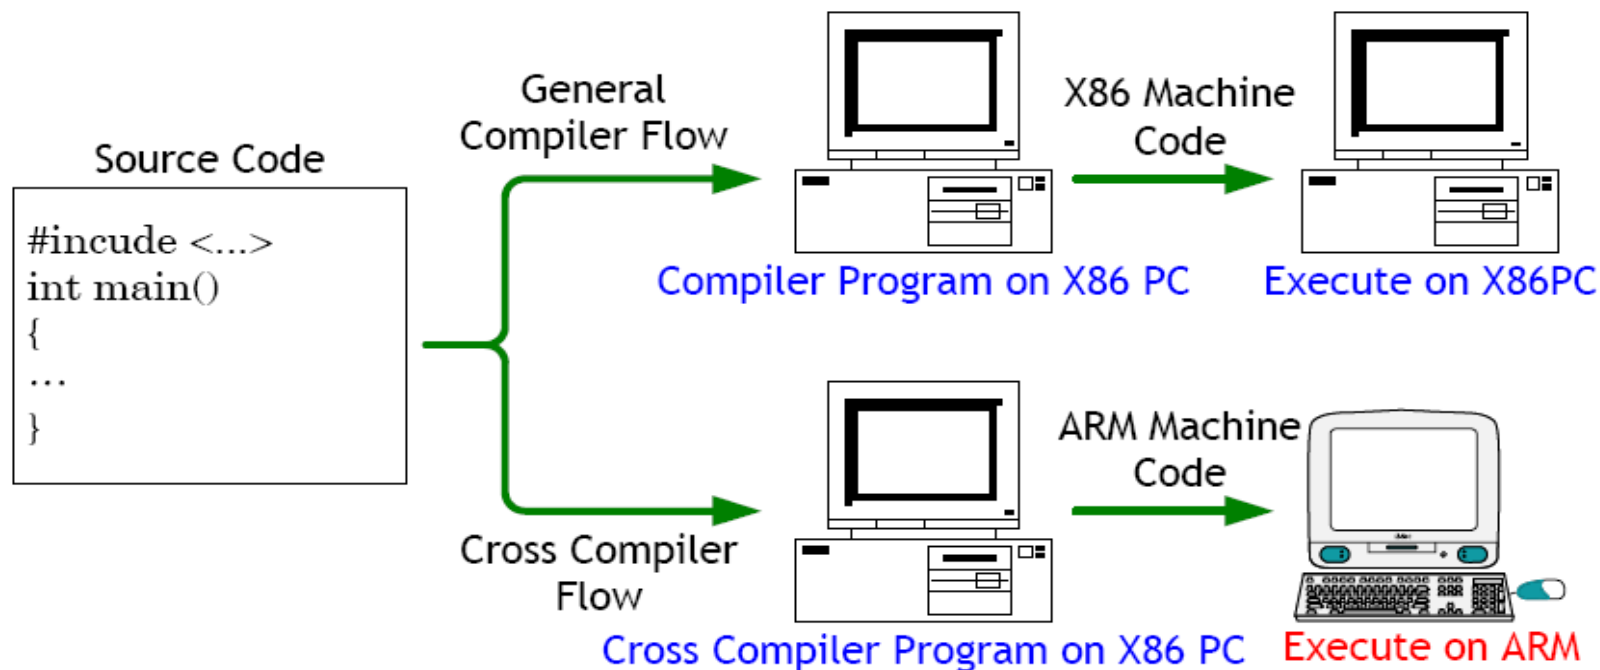 Source Code
#incude <...>
int main()
{
...
}
General
Compiler Flow
X86 Machine
Code
Compiler Program on X86 PC
Execute on X86PC
Cross Compiler
Flow
ARM Machine
Code
Cross Compiler Program on X86 PC
Execute on ARM